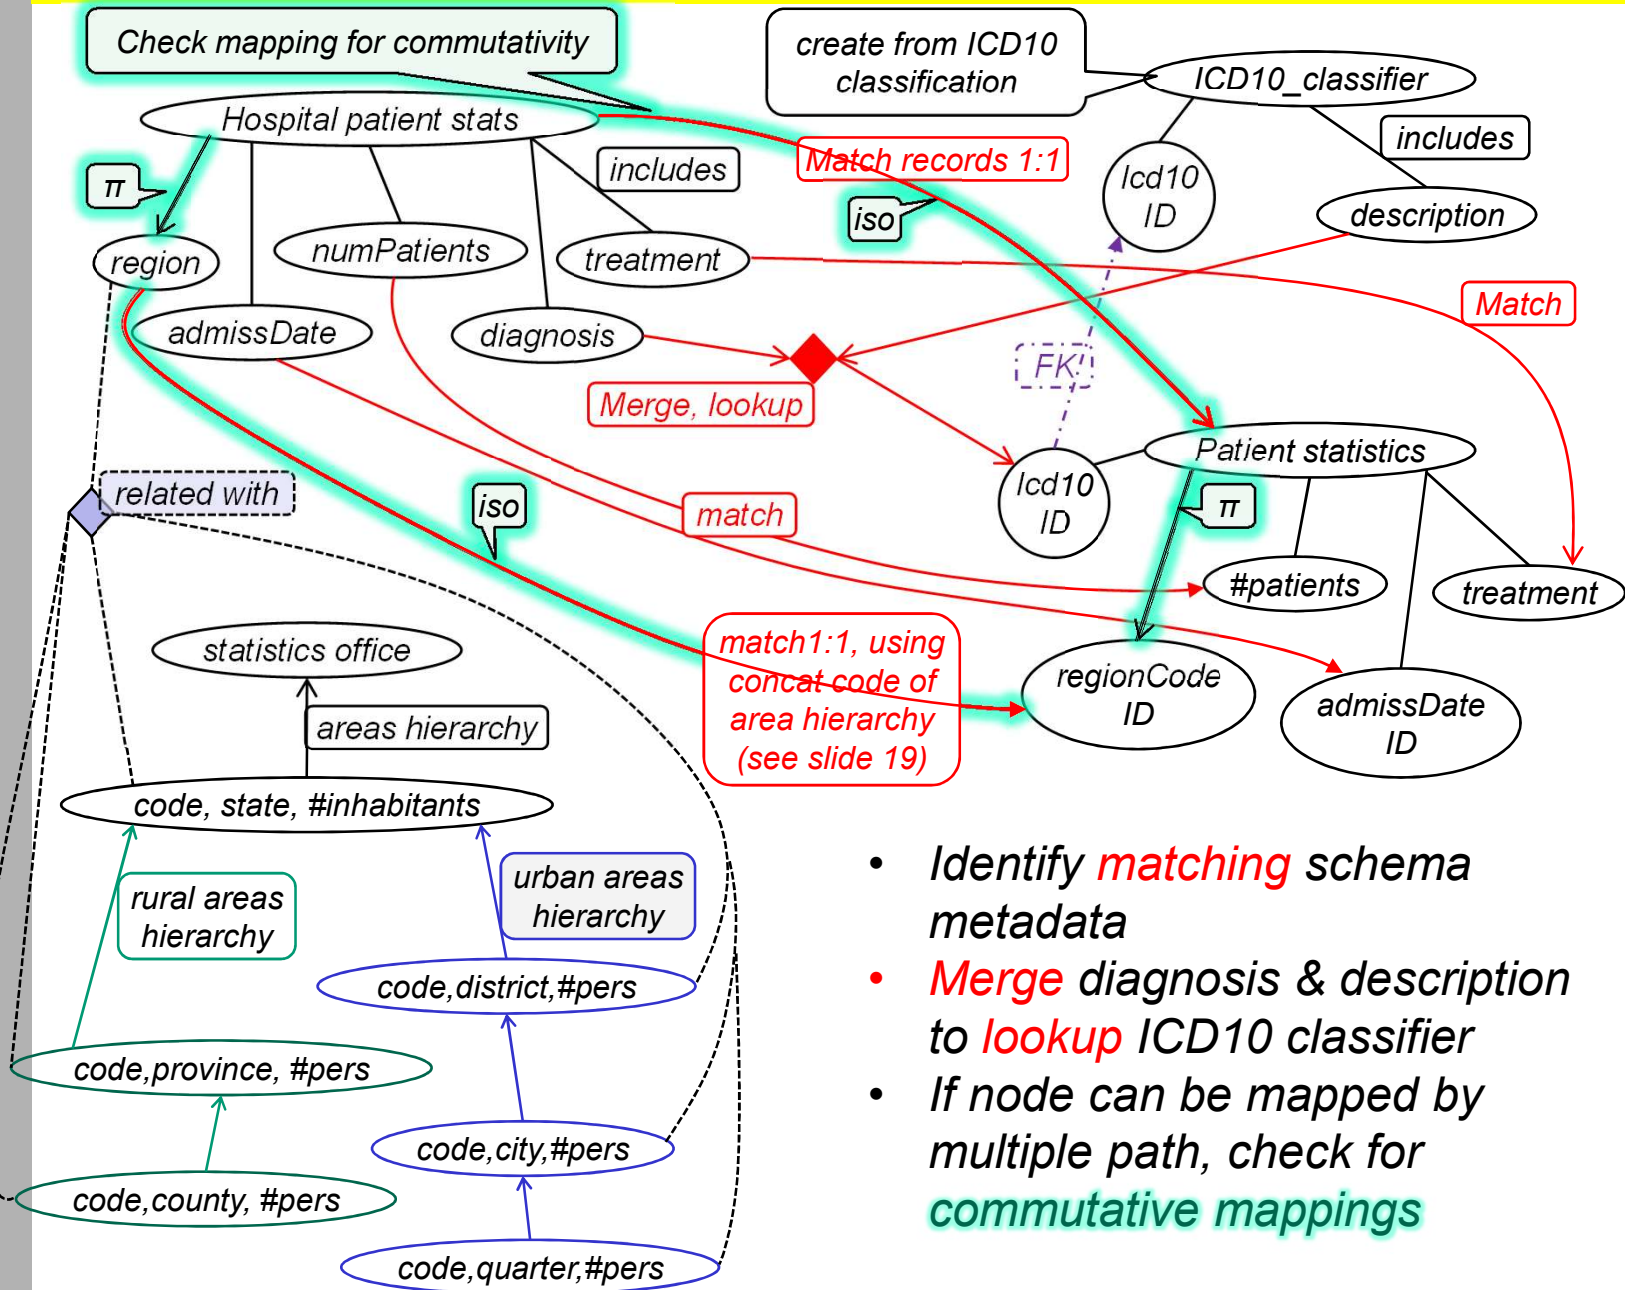 Check mapping for commutativity
create from ICD10
classification
ICD10_classifier
Hospital patient stats
includes
Match records 1:1
includes
π
iso
Icd10
ID
description
region
numPatients
treatment
Match
admissDate
diagnosis
FK
Merge, lookup
Patient statistics
related with
iso
match
Icd10
ID
π
#patients
treatment
statistics office
match1:1, using
concat code of
area hierarchy
(see slide 19)
regionCode
ID
admissDate
ID
areas hierarchy
code, state, #inhabitants
rural areas
hierarchy
urban areas
hierarchy
code,district,#pers
code,province, #pers
code,city,#pers
code,county, #pers
code,quarter,#pers
• Identify matching schema
metadata
• Merge diagnosis & description
to lookup ICD10 classifier
• If node can be mapped by
multiple path, check for
commutative mappings